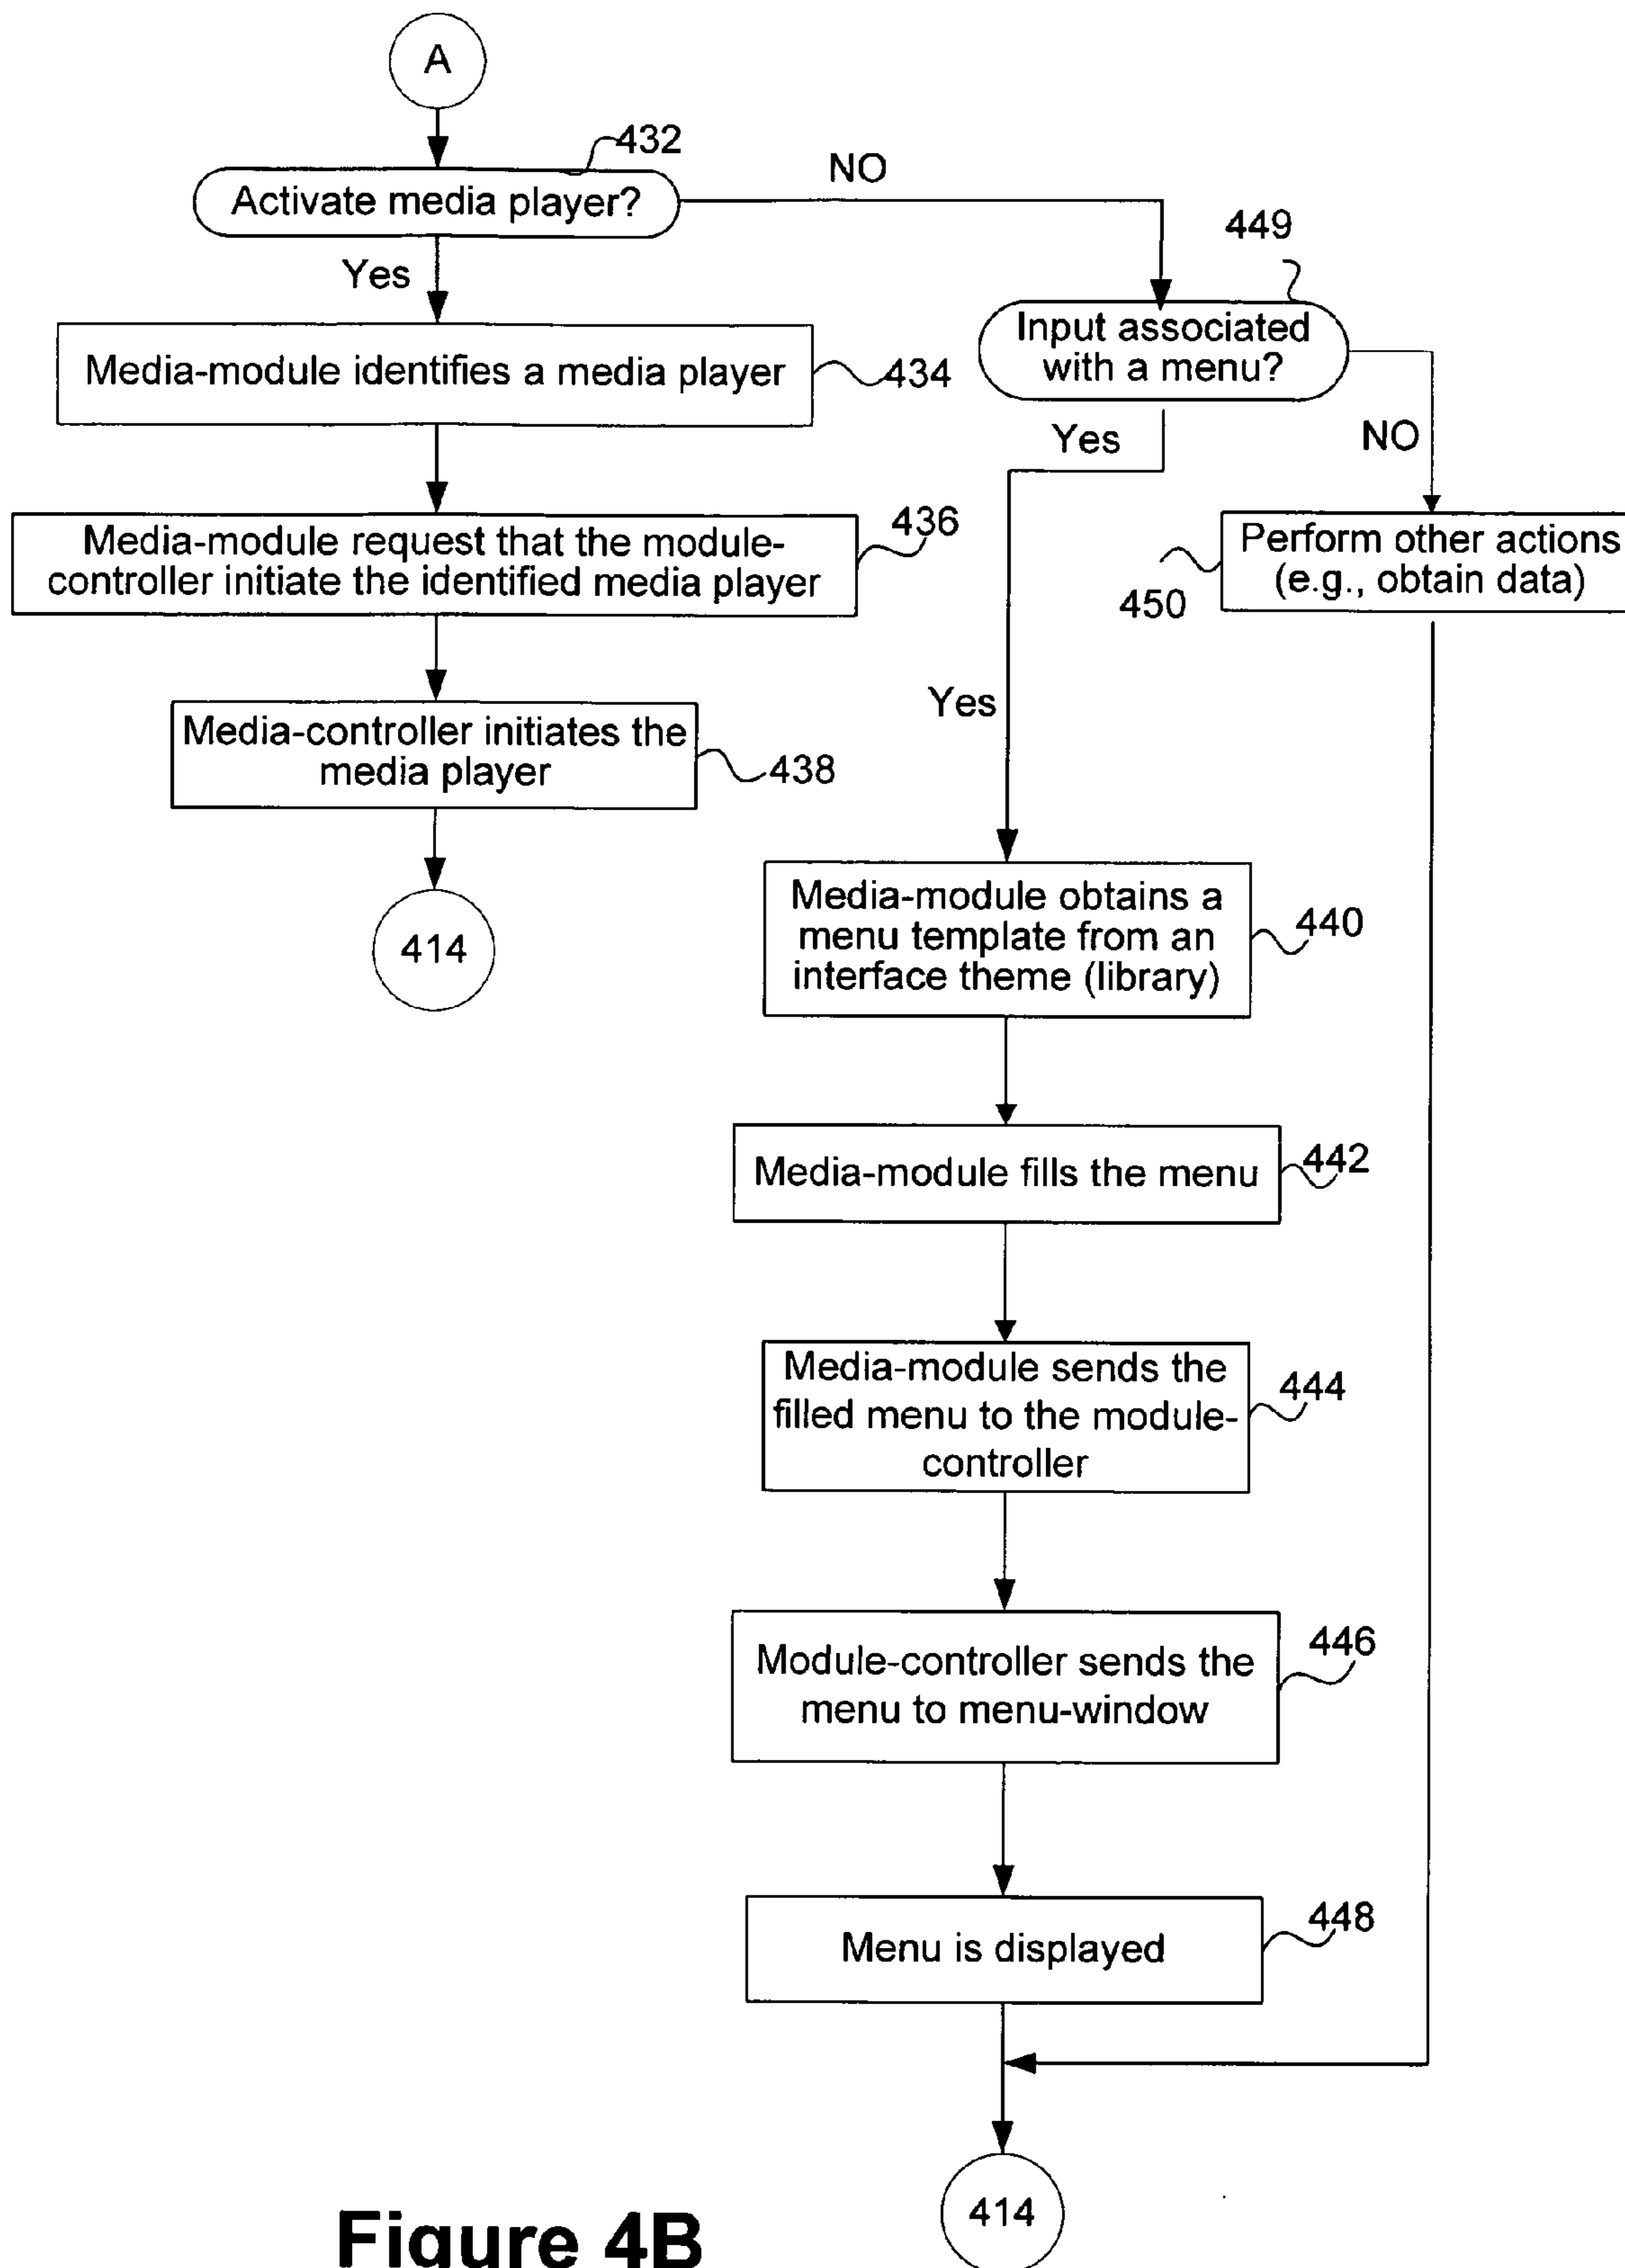 A
432
NO
Activate media player?
449
Yes
Input associated
with a menu?
Media-module identifies a media player
434
Yes
NO
436
Media-module request that the module-
controller initiate the identified media player
Perform other actions
(e.g., obtain data)
450
Yes
Media-controller initiates the
media player
438
414
Media-module obtains a
menu template from an
interface theme (library)
440
Media-module fills the menu
442
Media-module sends the
filled menu to the module-
controller
444
Module-controller sends the
menu to menu-window
446
Menu is displayed
448
414
Figure 4B